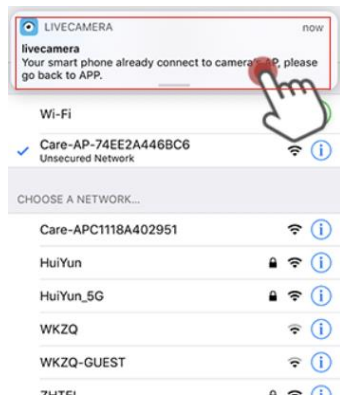 LIVECAMERA now
livecamera
Your smart phone already connect to camera's AP, please
go back to APP.
Wi-Fi
Care-AP-74EE2A446BC6
Unsecured Network
CHOOSE A NETWORK...
Care-APC1118A402951
HuiYun
HuiYun_5G
WKZQ
WKZQ-GUEST